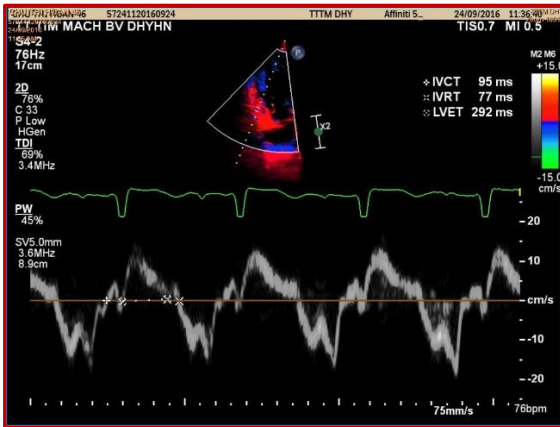 57241120160924 TTTM DHY Affiniti 5_ 24/09/2016 11:36:40
TT TIM MACH BV DHYHN TIS0.7 MI 0.5
S4-2
76Hz
17cm
2D
76%
C 33
P Low
HGen
TDI
69%
3.4MHz
PW
45%
SV5.0mm
3.6MHz
8.9cm
P
x2
IVCT 95 ms
IVRT 77 ms
LVET 292 ms
M2 M6
+15.0
-15.0
cm/s
- 20
-10
-cm/s
--10
--20
75mm/s 76bpm